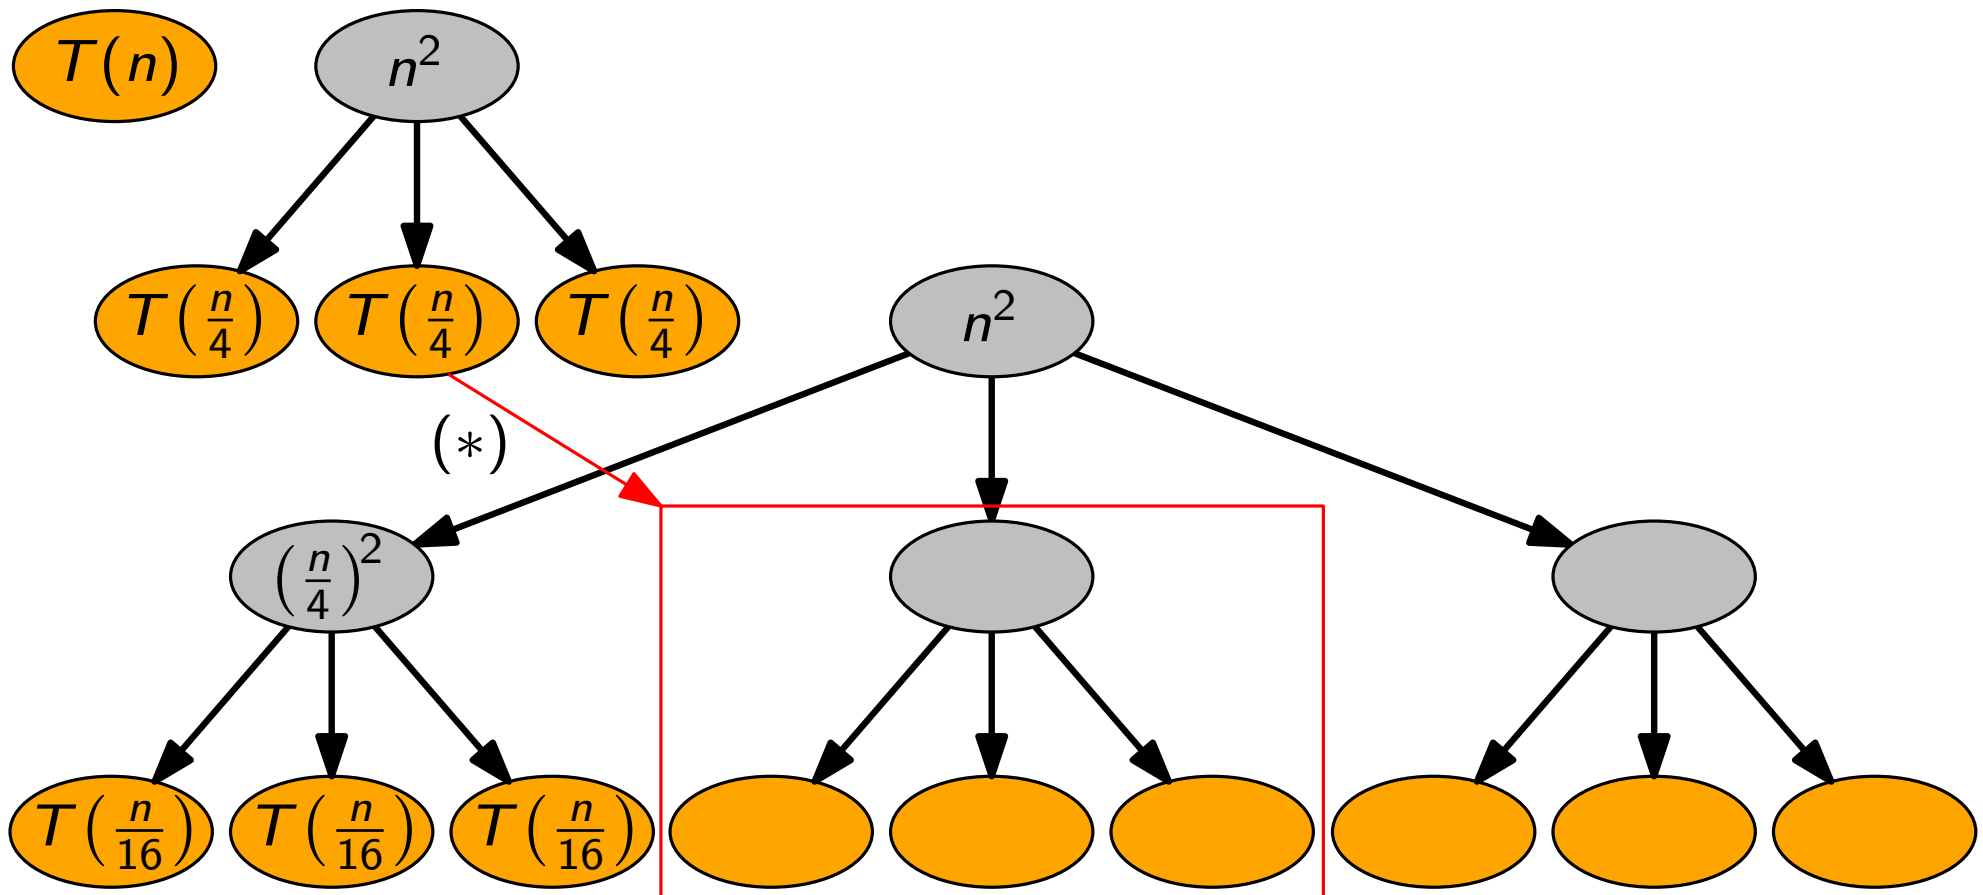 T(n)
n²
T(n/4) T(n/4) T(n/4)
n²
(*)
(n/4)²
T(n/16) T(n/16) T(n/16)